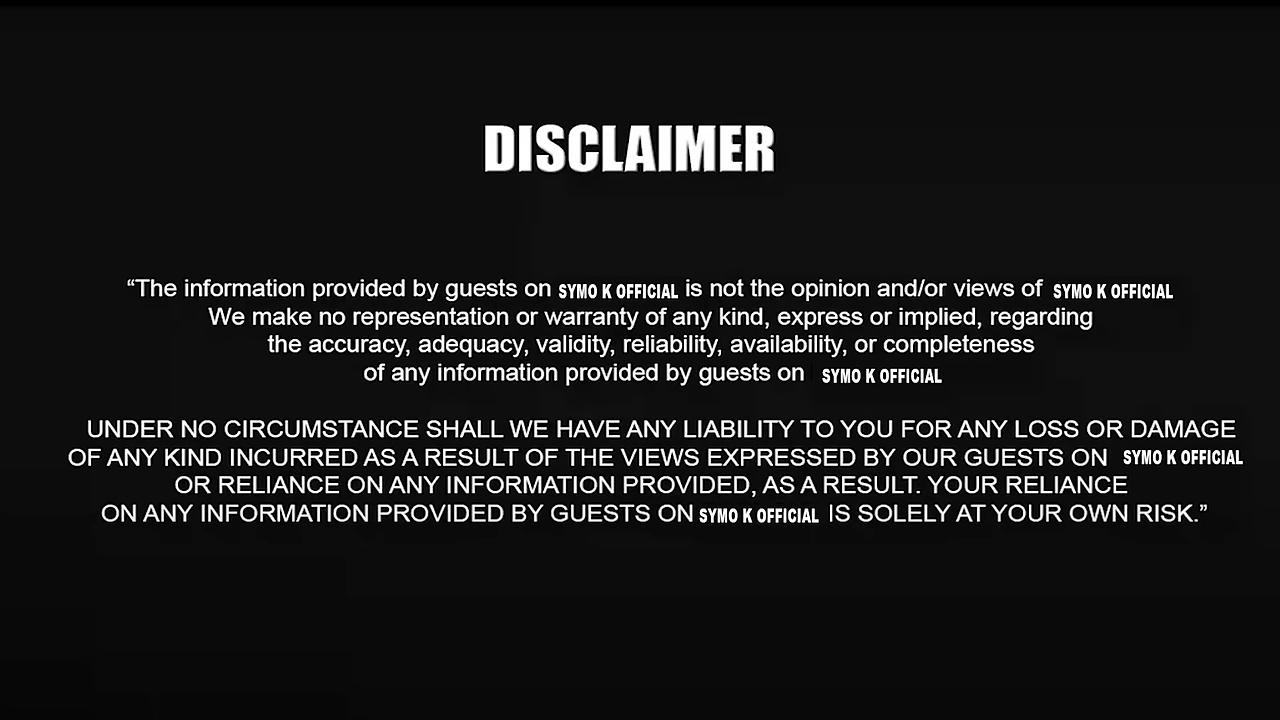 DISCLAIMER
“The information provided by guests on SYMO K OFFICIAL is not the opinion and/or views of SYMO K OFFICIAL
We make no representation or warranty of any kind, express or implied, regarding
the accuracy, adequacy, validity, reliability, availability, or completeness
of any information provided by guests on SYMO K OFFICIAL
UNDER NO CIRCUMSTANCE SHALL WE HAVE ANY LIABILITY TO YOU FOR ANY LOSS OR DAMAGE
OF ANY KIND INCURRED AS A RESULT OF THE VIEWS EXPRESSED BY OUR GUESTS ON SYMO K OFFICIAL
OR RELIANCE ON ANY INFORMATION PROVIDED, AS A RESULT. YOUR RELIANCE
ON ANY INFORMATION PROVIDED BY GUESTS ON SYMO K OFFICIAL IS SOLELY AT YOUR OWN RISK.”